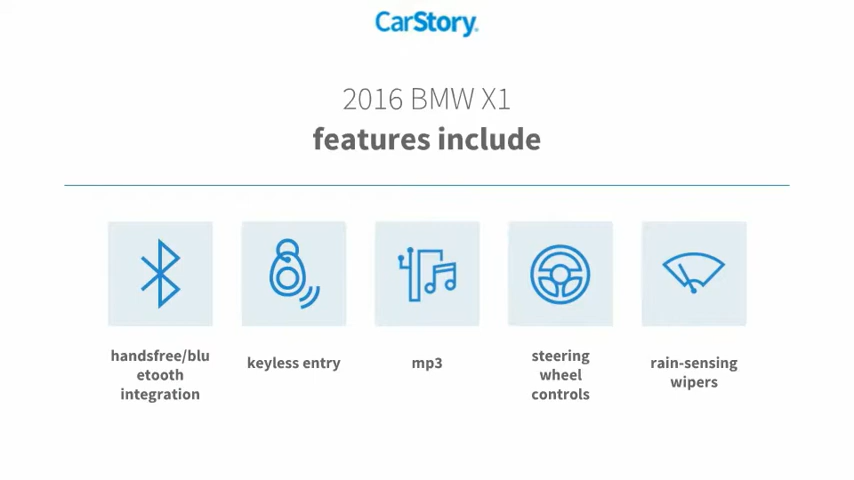 CarStory
2016 BMW X1
features include
handsfree/blu
etooth
integration
keyless entry
mp3
steering
wheel
controls
rain-sensing
wipers